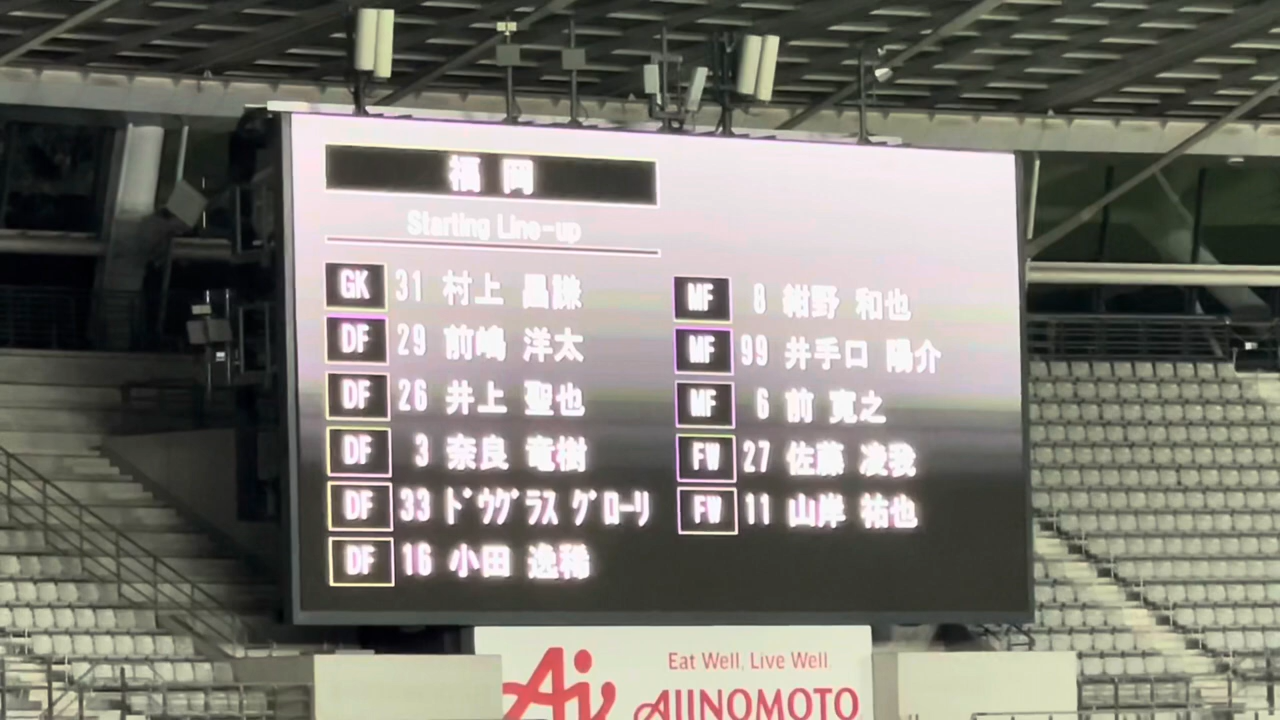 福岡
Starting Line-up
GK 31 村上 昌謙
DF 29 前嶋 洋太
DF 26 井上 聖也
DF 3 奈良 竜樹
DF 33 ドウグラス グローリ
DF 16 小田 逸稀
MF 8 紺野 和也
MF 99 井手口 陽介
MF 6 前 寛之
FW 27 佐藤 凌我
FW 11 山岸 祐也
Eat Well, Live Well.
AJINOMOTO